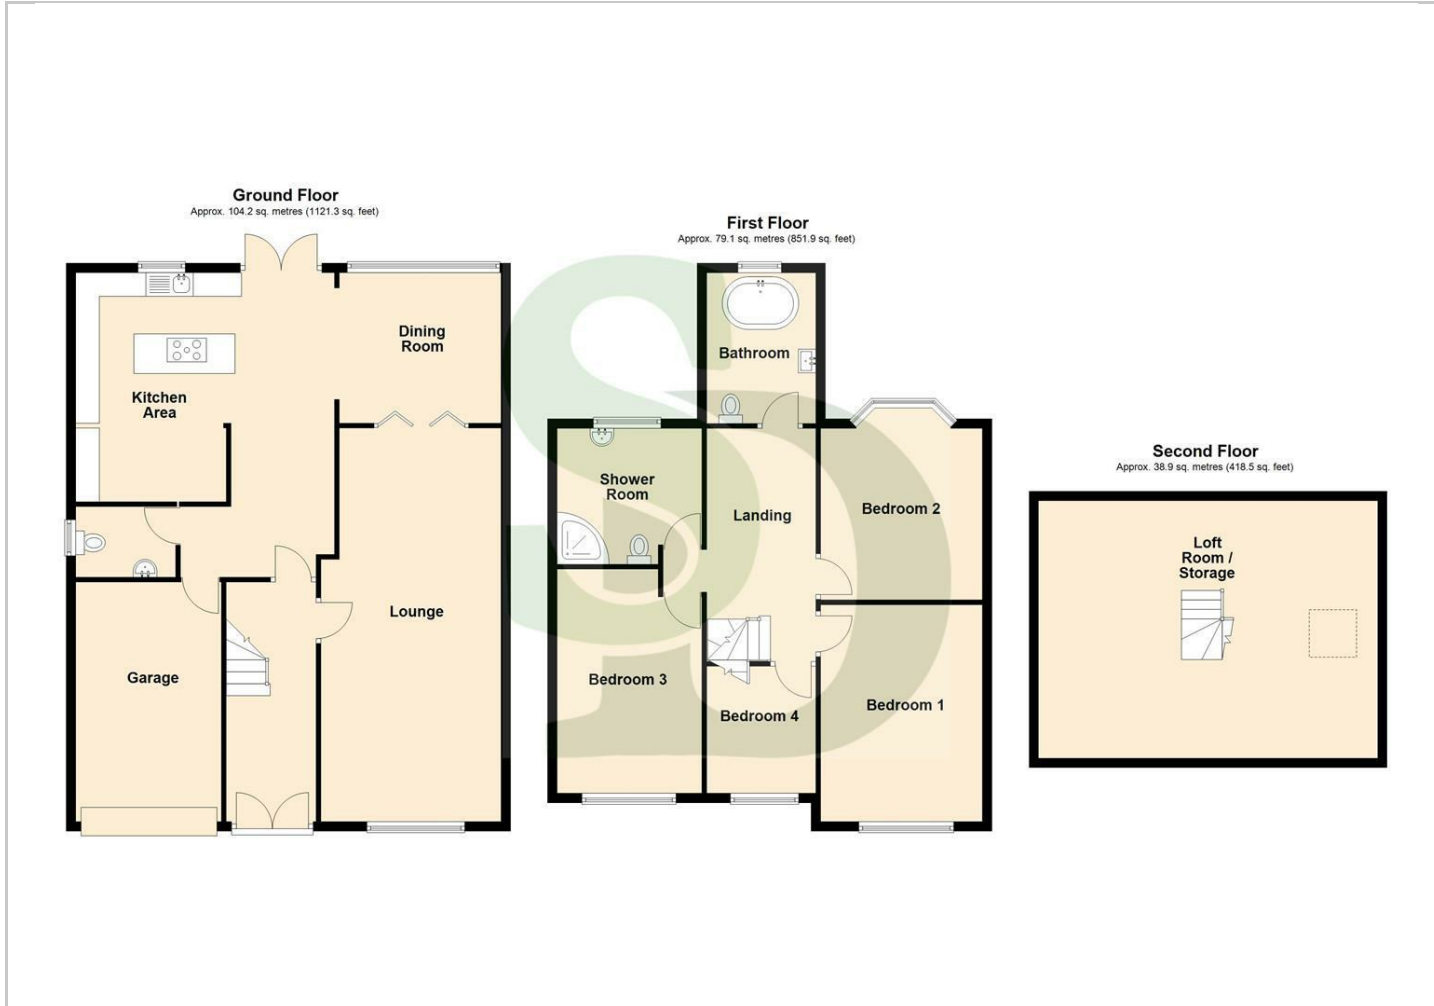 Ground Floor
Approx. 104.2 sq. metres (1121.3 sq. feet)
Dining
Room
Kitchen
Area
Lounge
Garage
First Floor
Approx. 79.1 sq. metres (851.9 sq. feet)
Bathroom
Shower
Room
Landing
Bedroom 2
Bedroom 3
Bedroom 4
Bedroom 1
Second Floor
Approx. 38.9 sq. metres (418.5 sq. feet)
Loft
Room /
Storage
SD